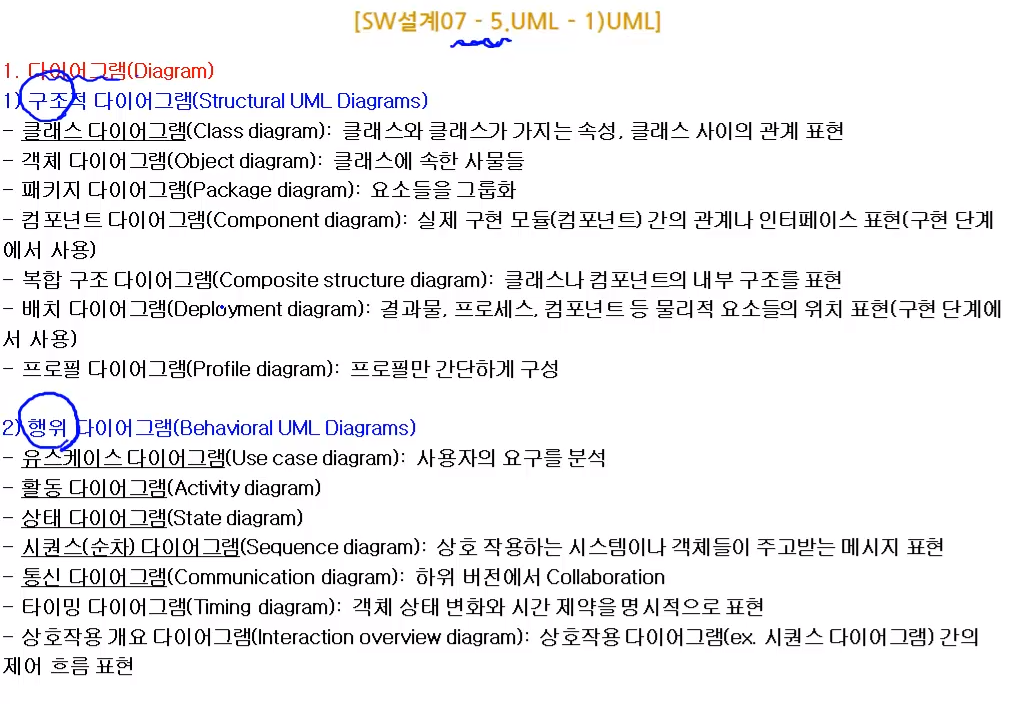 [SW설계07 - 5.UML - 1)UML]
1. 다이어그램(Diagram)
1) 구조적 다이어그램(Structural UML Diagrams)
- 클래스 다이어그램(Class diagram): 클래스와 클래스가 가지는 속성, 클래스 사이의 관계 표현
- 객체 다이어그램(Object diagram): 클래스에 속한 사물들
- 패키지 다이어그램(Package diagram): 요소들을 그룹화
- 컴포넌트 다이어그램(Component diagram): 실제 구현 모듈(컴포넌트) 간의 관계나 인터페이스 표현(구현 단계
에서 사용)
- 복합 구조 다이어그램(Composite structure diagram): 클래스나 컴포넌트의 내부 구조를 표현
- 배치 다이어그램(Deployment diagram): 결과물, 프로세스, 컴포넌트 등 물리적 요소들의 위치 표현(구현 단계에
서 사용)
- 프로필 다이어그램(Profile diagram): 프로필만 간단하게 구성
2) 행위 다이어그램(Behavioral UML Diagrams)
- 유스케이스 다이어그램(Use case diagram): 사용자의 요구를 분석
- 활동 다이어그램(Activity diagram)
- 상태 다이어그램(State diagram)
- 시퀀스(순차) 다이어그램(Sequence diagram): 상호 작용하는 시스템이나 객체들이 주고받는 메시지 표현
- 통신 다이어그램(Communication diagram): 하위 버전에서 Collaboration
- 타이밍 다이어그램(Timing diagram): 객체 상태 변화와 시간 제약을 명시적으로 표현
- 상호작용 개요 다이어그램(Interaction overview diagram): 상호작용 다이어그램(ex. 시퀀스 다이어그램) 간의
제어 흐름 표현